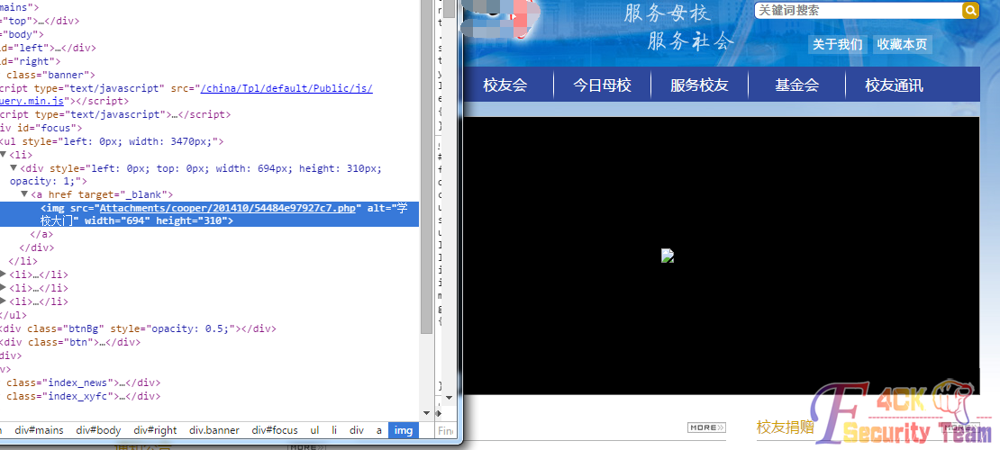 mains">
"top">…</div>
="body">
id="left">…</div>
id="right">
class="banner">
cript type="text/javascript" src="/china/Tpl/default/Public/js/
uery.min.js"></script>
cript type="text/javascript">…</script>
iv id="focus">
<ul style="left: 0px; width: 3470px;">
<li>
<div style="left: 0px; top: 0px; width: 694px; height: 310px;
opacity: 1;">
<a href target="_blank">
<img src="Attachments/cooper/201410/54484e97927c7.php" alt="学
校大门" width="694" height="310">
</a>
</div>
</li>
<li>…</li>
<li>…</li>
<li>…</li>
</ul>
<div class="btnBg" style="opacity: 0.5;"></div>
<div class="btn">…</div>
div>
v>
class="index_news">…</div>
class="index_xyfc">…</div>
div#mains div#body div#right div.banner div#focus ul li div a img
Find
服务母校
服务社会
关键词搜索
关于我们 收藏本页
校友会 今日母校 服务校友 基金会 校友通讯
MORE 校友捐赠
F4CK
Security Team